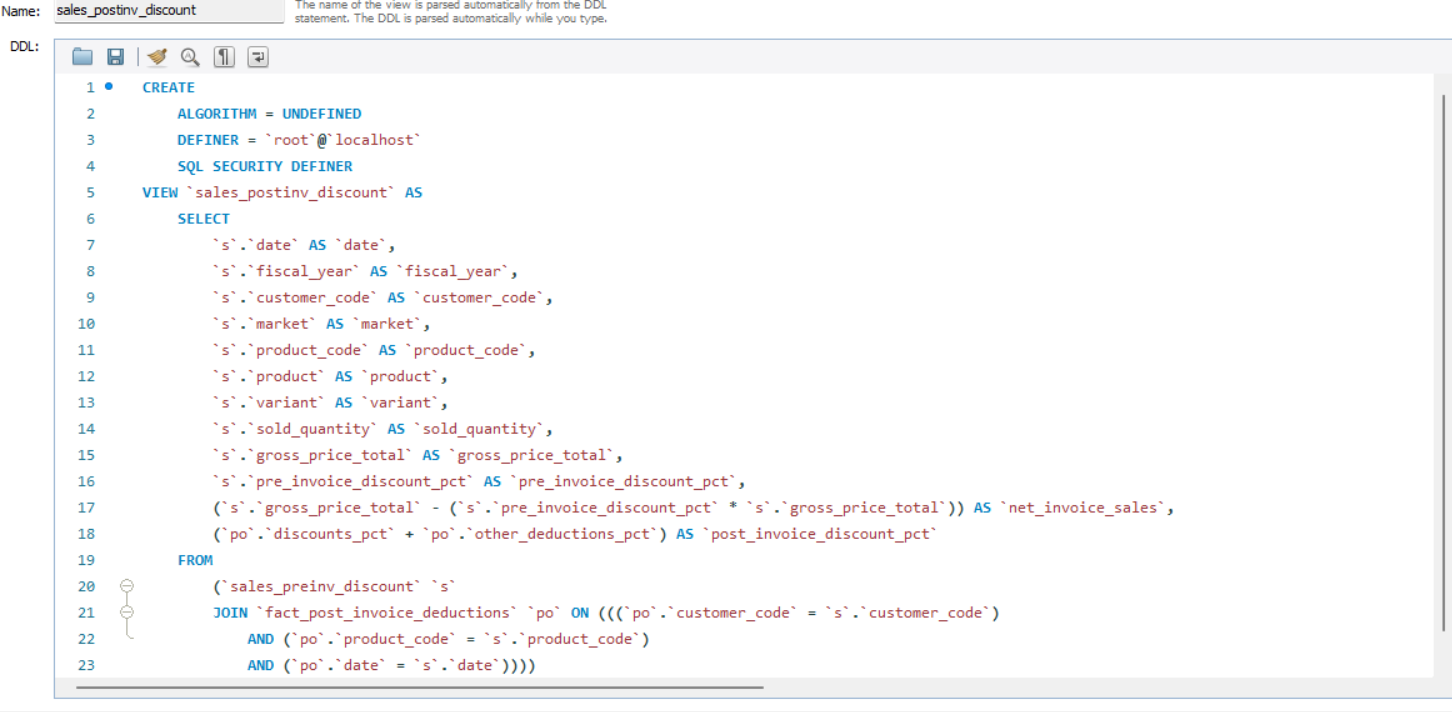 Name: sales_postinv_discount
The name of the view is parsed automatically from the DDL
statement. The DDL is parsed automatically while you type.
DDL:
1 CREATE
2 ALGORITHM = UNDEFINED
3 DEFINER = `root`@`localhost`
4 SQL SECURITY DEFINER
5 VIEW `sales_postinv_discount` AS
6 SELECT
7 `s`.`date` AS `date`,
8 `s`.`fiscal_year` AS `fiscal_year`,
9 `s`.`customer_code` AS `customer_code`,
10 `s`.`market` AS `market`,
11 `s`.`product_code` AS `product_code`,
12 `s`.`product` AS `product`,
13 `s`.`variant` AS `variant`,
14 `s`.`sold_quantity` AS `sold_quantity`,
15 `s`.`gross_price_total` AS `gross_price_total`,
16 `s`.`pre_invoice_discount_pct` AS `pre_invoice_discount_pct`,
17 (`s`.`gross_price_total` - (`s`.`pre_invoice_discount_pct` * `s`.`gross_price_total`)) AS `net_invoice_sales`,
18 (`po`.`discounts_pct` + `po`.`other_deductions_pct`) AS `post_invoice_discount_pct`
19 FROM
20 (`sales_preinv_discount` `s`
21 JOIN `fact_post_invoice_deductions` `po` ON (((`po`.`customer_code` = `s`.`customer_code`)
22 AND (`po`.`product_code` = `s`.`product_code`)
23 AND (`po`.`date` = `s`.`date`))))